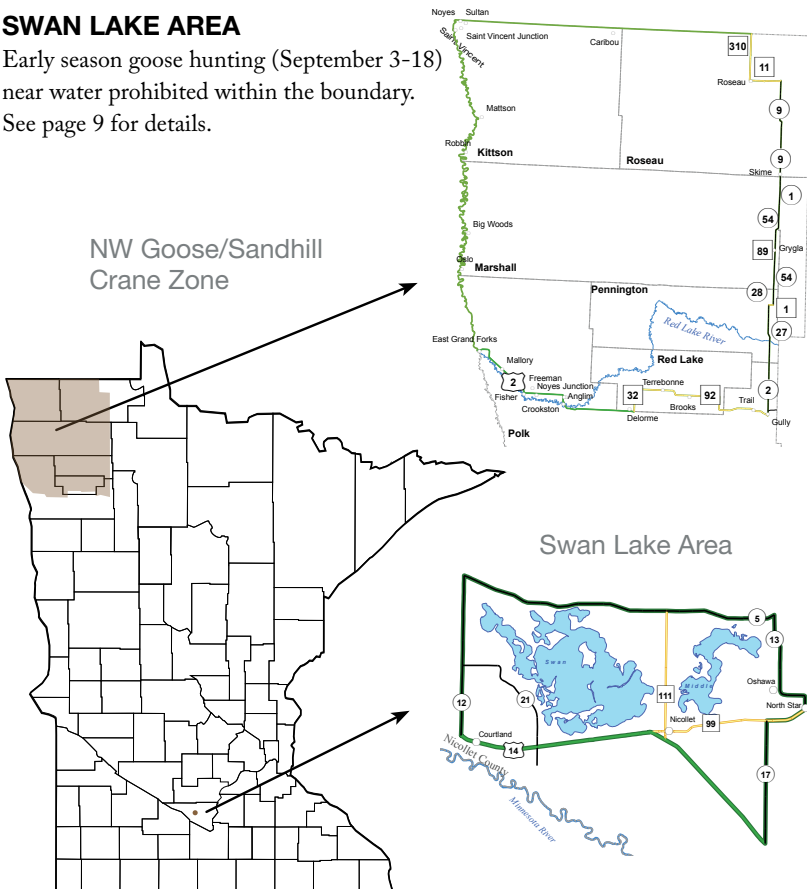 SWAN LAKE AREA
Early season goose hunting (September 3-18)
near water prohibited within the boundary.
See page 9 for details.
NW Goose/Sandhill
Crane Zone
Noyes
Sultan
Saint Vincent Junction
Saint Vincent
Caribou
310
11
Roseau
9
Mattson
Robbin
Kittson
Roseau
9
Skime
1
54
Big Woods
89
Grygla
Oslo
Marshall
54
Pennington
28
1
Red Lake River
27
East Grand Forks
Mallory
Red Lake
2
Freeman
Noyes Junction
Terrebonne
Fisher
Anglim
32
92
2
Crookston
Brooks
Trail
Delorme
Gully
Polk
Swan Lake Area
5
13
Swan
Oshawa
Middle
12
21
111
North Star
Nicollet
99
Courtland
14
Nicollet County
17
Minnesota River